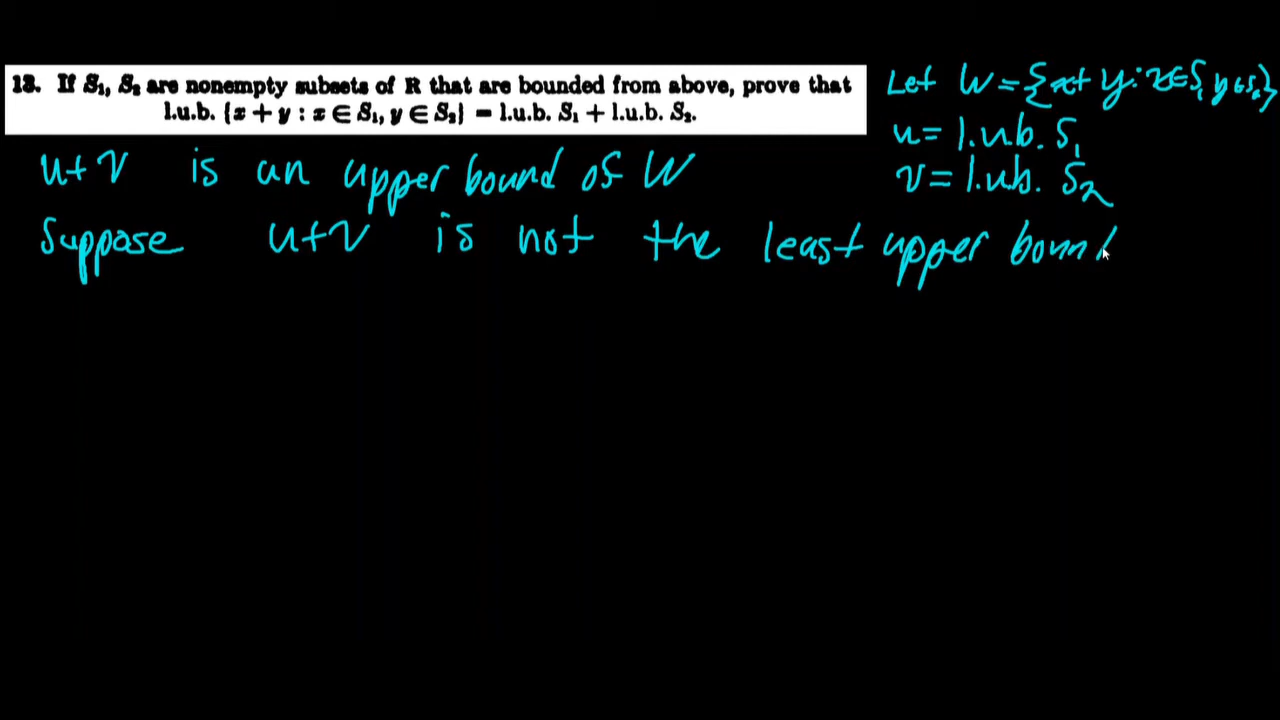 13. If S₁, S₂ are nonempty subsets of R that are bounded from above, prove that
l.u.b. {x + y : x ∈ S₁, y ∈ S₂} = l.u.b. S₁ + l.u.b. S₂.
Let W = {x+y : x∈S₁ y∈S₂}
u = l.u.b. S₁
v = l.u.b. S₂
u+v is an upper bound of W
Suppose u+v is not the least upper bound